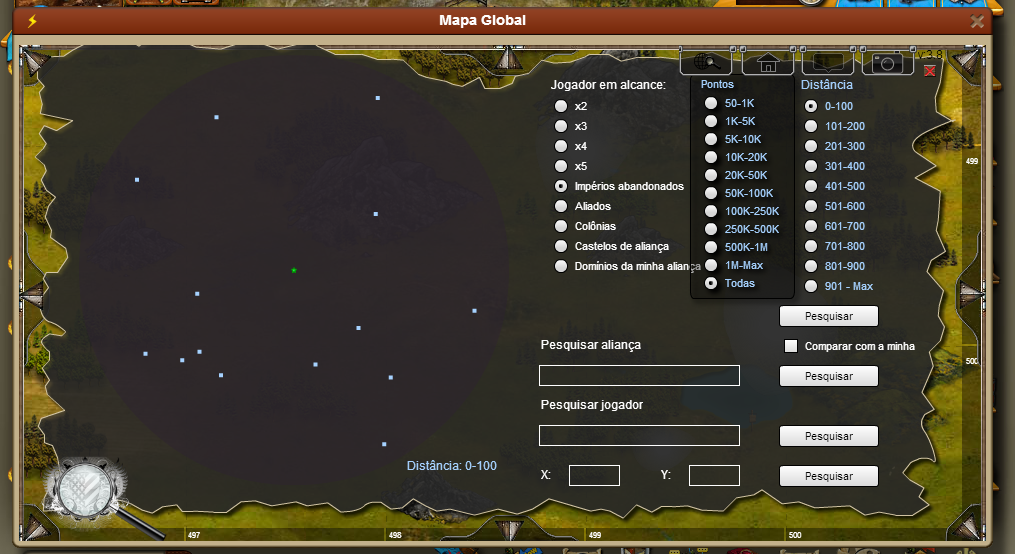 Mapa Global
v 3.8
Jogador em alcance:
x2
x3
x4
x5
Impérios abandonados
Aliados
Colônias
Castelos de aliança
Domínios da minha aliança
Pontos
50-1K
1K-5K
5K-10K
10K-20K
20K-50K
50K-100K
100K-250K
250K-500K
500K-1M
1M-Max
Todas
Distância
0-100
101-200
201-300
301-400
401-500
501-600
601-700
701-800
801-900
901 - Max
Pesquisar
Pesquisar aliança
Comparar com a minha
Pesquisar
Pesquisar jogador
Pesquisar
Distância: 0-100
X:
Y:
Pesquisar
499
500
497
498
499
500